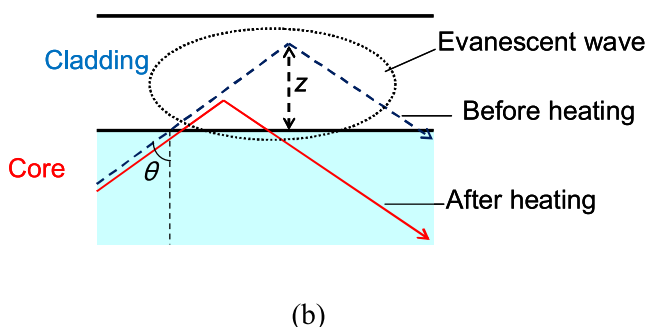 Evanescent wave
Cladding
z
Before heating
Core
θ
After heating
(b)